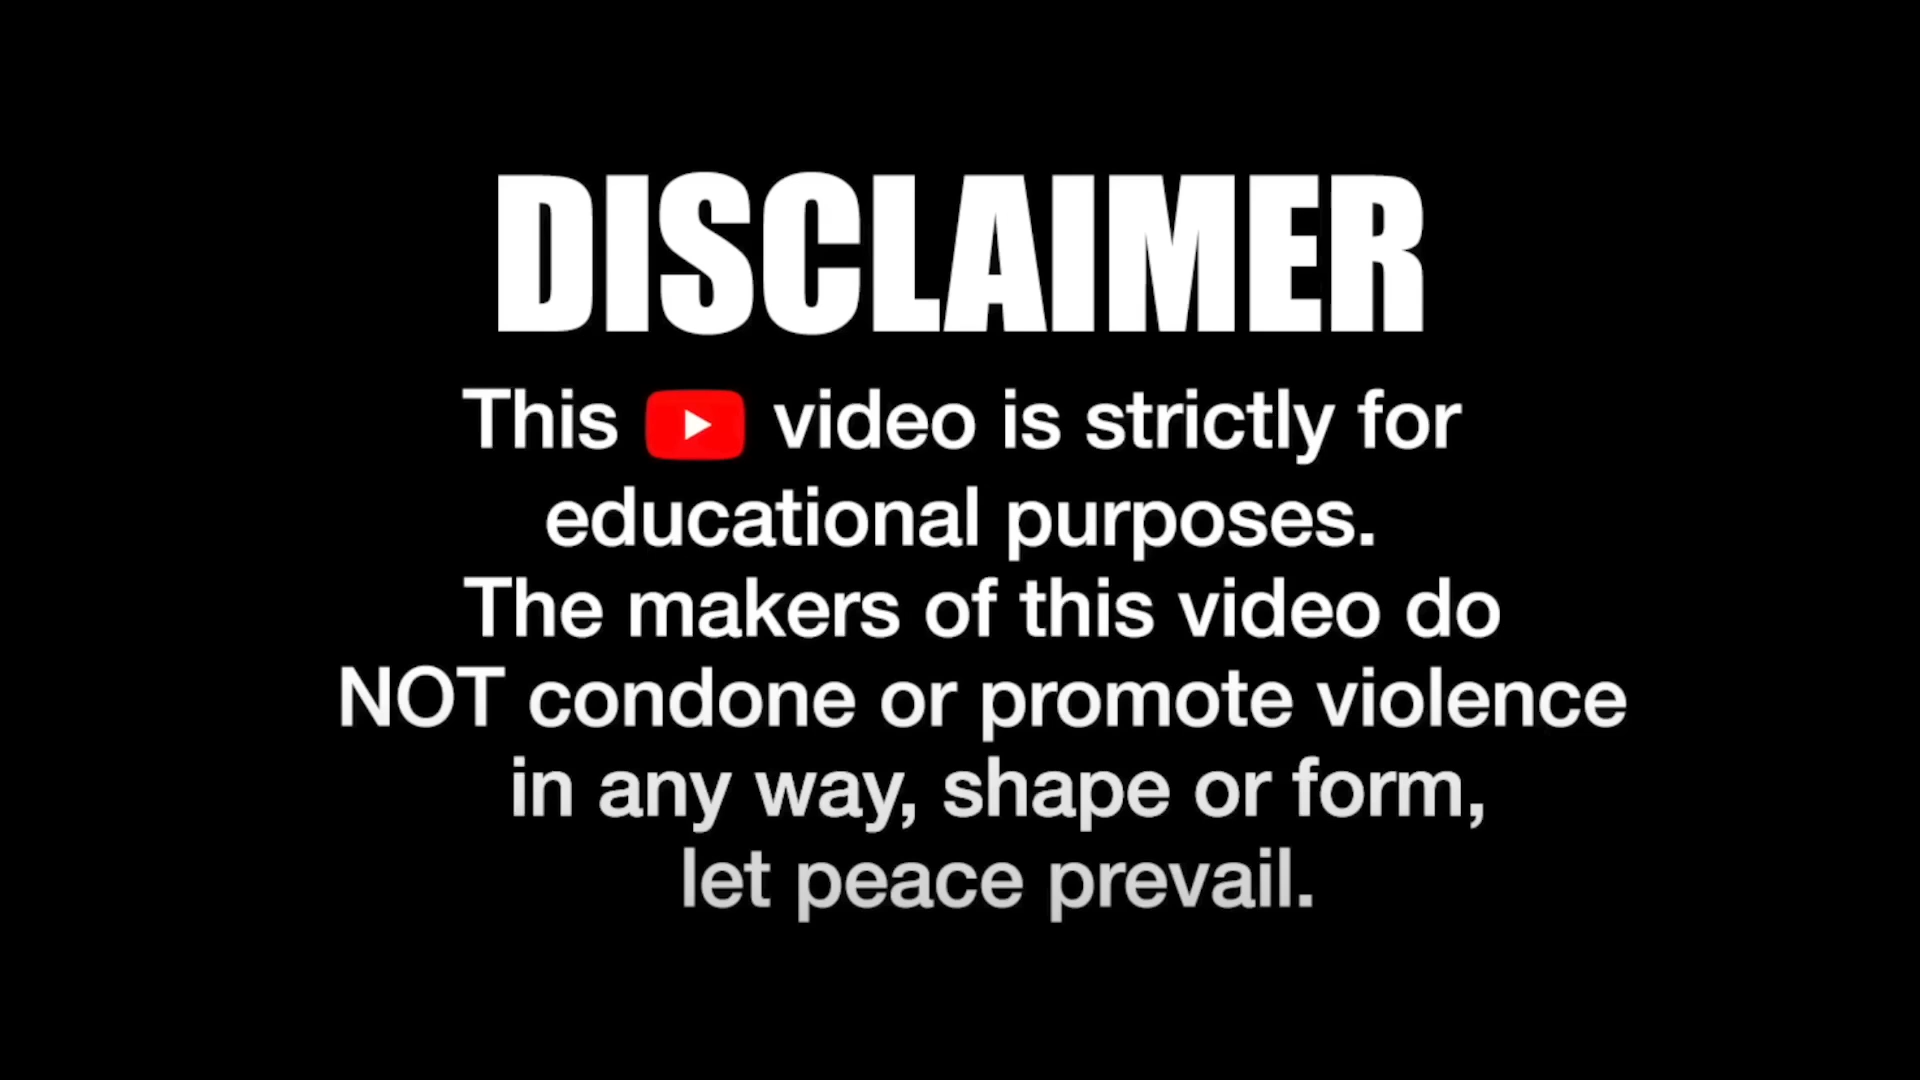 DISCLAIMER
This video is strictly for
educational purposes.
The makers of this video do
NOT condone or promote violence
in any way, shape or form,
let peace prevail.